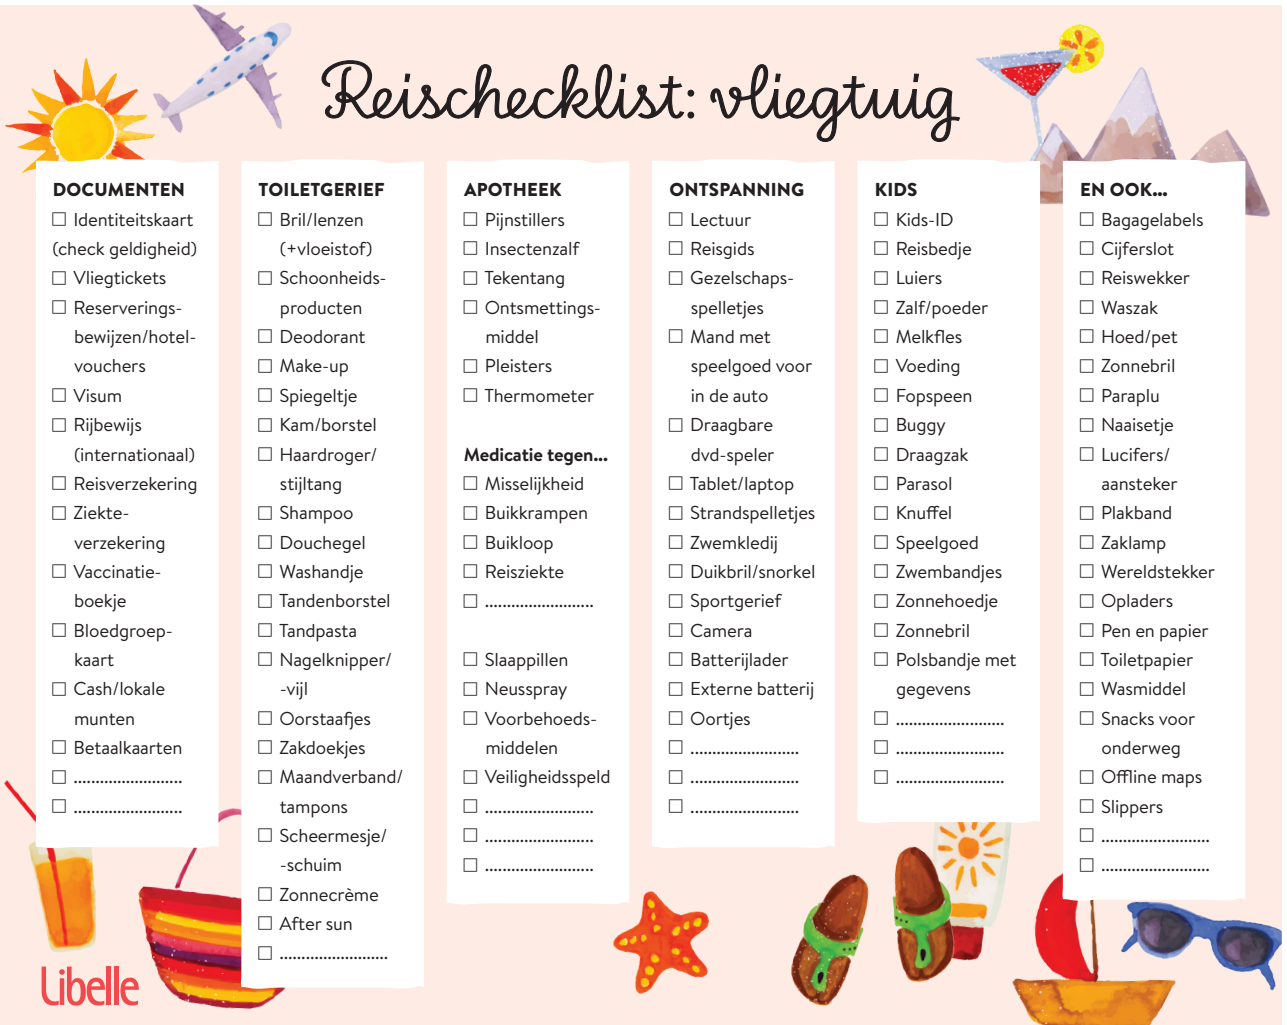 Reischecklist: vliegtuig
DOCUMENTEN
☐ Identiteitskaart
(check geldigheid)
☐ Vliegtickets
☐ Reserverings-
bewijzen/hotel-
vouchers
☐ Visum
☐ Rijbewijs
(internationaal)
☐ Reisverzekering
☐ Ziekte-
verzekering
☐ Vaccinatie-
boekje
☐ Bloedgroep-
kaart
☐ Cash/lokale
munten
☐ Betaalkaarten
☐ ........................
☐ ........................
TOILETGERIEF
☐ Bril/lenzen
(+vloeistof)
☐ Schoonheids-
producten
☐ Deodorant
☐ Make-up
☐ Spiegeltje
☐ Kam/borstel
☐ Haardroger/
stijltang
☐ Shampoo
☐ Douchegel
☐ Washandje
☐ Tandenborstel
☐ Tandpasta
☐ Nagelknipper/
-vijl
☐ Oorstaafjes
☐ Zakdoekjes
☐ Maandverband/
tampons
☐ Scheermesje/
-schuim
☐ Zonnecrème
☐ After sun
☐ ........................
APOTHEEK
☐ Pijnstillers
☐ Insectenzalf
☐ Tekentang
☐ Ontsmettings-
middel
☐ Pleisters
☐ Thermometer
Medicatie tegen...
☐ Misselijkheid
☐ Buikkrampen
☐ Buikloop
☐ Reisziekte
☐ ........................
☐ Slaappillen
☐ Neusspray
☐ Voorbehoeds-
middelen
☐ Veiligheidsspeld
☐ ........................
☐ ........................
☐ ........................
ONTSPANNING
☐ Lectuur
☐ Reisgids
☐ Gezelschaps-
spelletjes
☐ Mand met
speelgoed voor
in de auto
☐ Draagbare
dvd-speler
☐ Tablet/laptop
☐ Strandspelletjes
☐ Zwemkledij
☐ Duikbril/snorkel
☐ Sportgerief
☐ Camera
☐ Batterijlader
☐ Externe batterij
☐ Oortjes
☐ ........................
☐ ........................
☐ ........................
KIDS
☐ Kids-ID
☐ Reisbedje
☐ Luiers
☐ Zalf/poeder
☐ Melkfles
☐ Voeding
☐ Fopspeen
☐ Buggy
☐ Draagzak
☐ Parasol
☐ Knuffel
☐ Speelgoed
☐ Zwembandjes
☐ Zonnehoedje
☐ Zonnebril
☐ Polsbandje met
gegevens
☐ ........................
☐ ........................
☐ ........................
EN OOK...
☐ Bagagelabels
☐ Cijferslot
☐ Reiswekker
☐ Waszak
☐ Hoed/pet
☐ Zonnebril
☐ Paraplu
☐ Naaisetje
☐ Lucifers/
aansteker
☐ Plakband
☐ Zaklamp
☐ Wereldstekker
☐ Opladers
☐ Pen en papier
☐ Toiletpapier
☐ Wasmiddel
☐ Snacks voor
onderweg
☐ Offline maps
☐ Slippers
☐ ........................
☐ ........................
Libelle